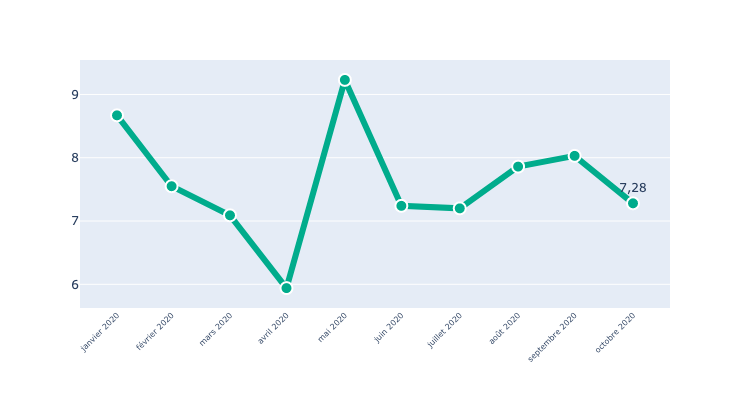 9
8
7
6
7,28
janvier 2020
février 2020
mars 2020
avril 2020
mai 2020
juin 2020
juillet 2020
août 2020
septembre 2020
octobre 2020